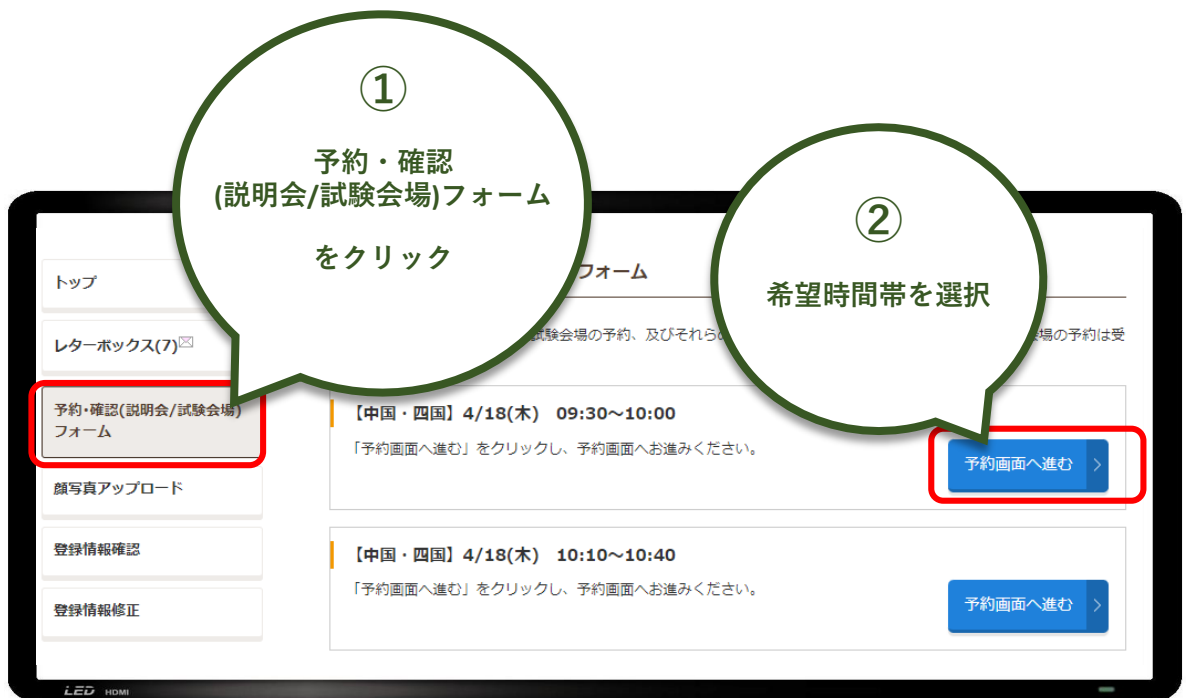 ①
予約・確認
(説明会/試験会場)フォーム
をクリック
②
希望時間帯を選択
トップ
レターボックス(7)
予約・確認(説明会/試験会場)
フォーム
顔写真アップロード
登録情報確認
登録情報修正
フォーム
試験会場の予約、及びそれらの
場の予約は受
【中国・四国】4/18(木) 09:30～10:00
「予約画面へ進む」をクリックし、予約画面へお進みください。
予約画面へ進む
【中国・四国】4/18(木) 10:10～10:40
「予約画面へ進む」をクリックし、予約画面へお進みください。
予約画面へ進む
LED HDMI